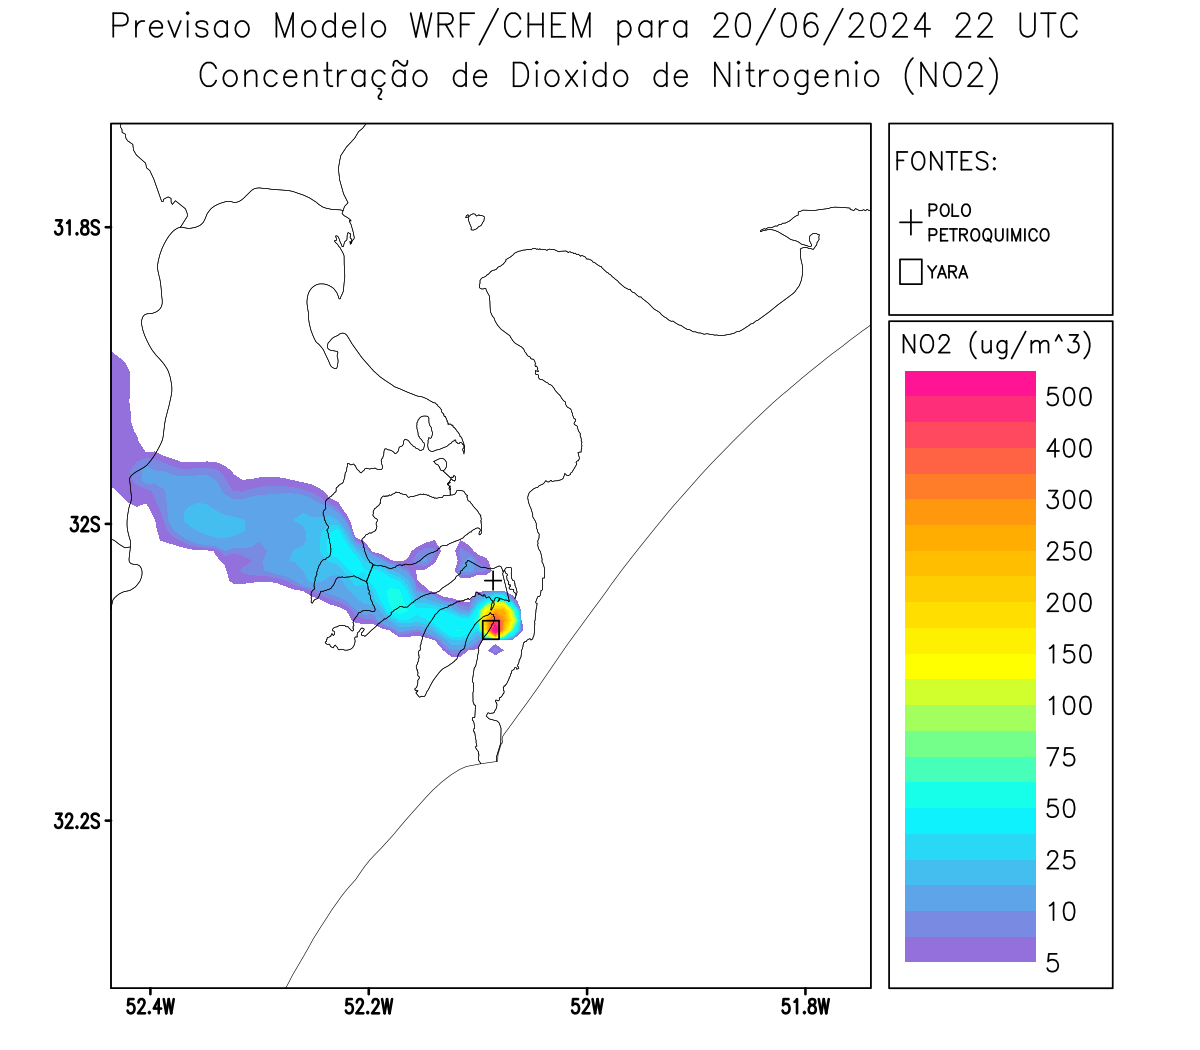 Previsao Modelo WRF/CHEM para 20/06/2024 22 UTC
Concentração de Dioxido de Nitrogenio (NO2)
FONTES:
POLO
PETROQUIMICO
YARA
NO2 (ug/m^3)
500
400
300
250
200
150
100
75
50
25
10
5
31.8S
32S
32.2S
52.4W
52.2W
52W
51.8W